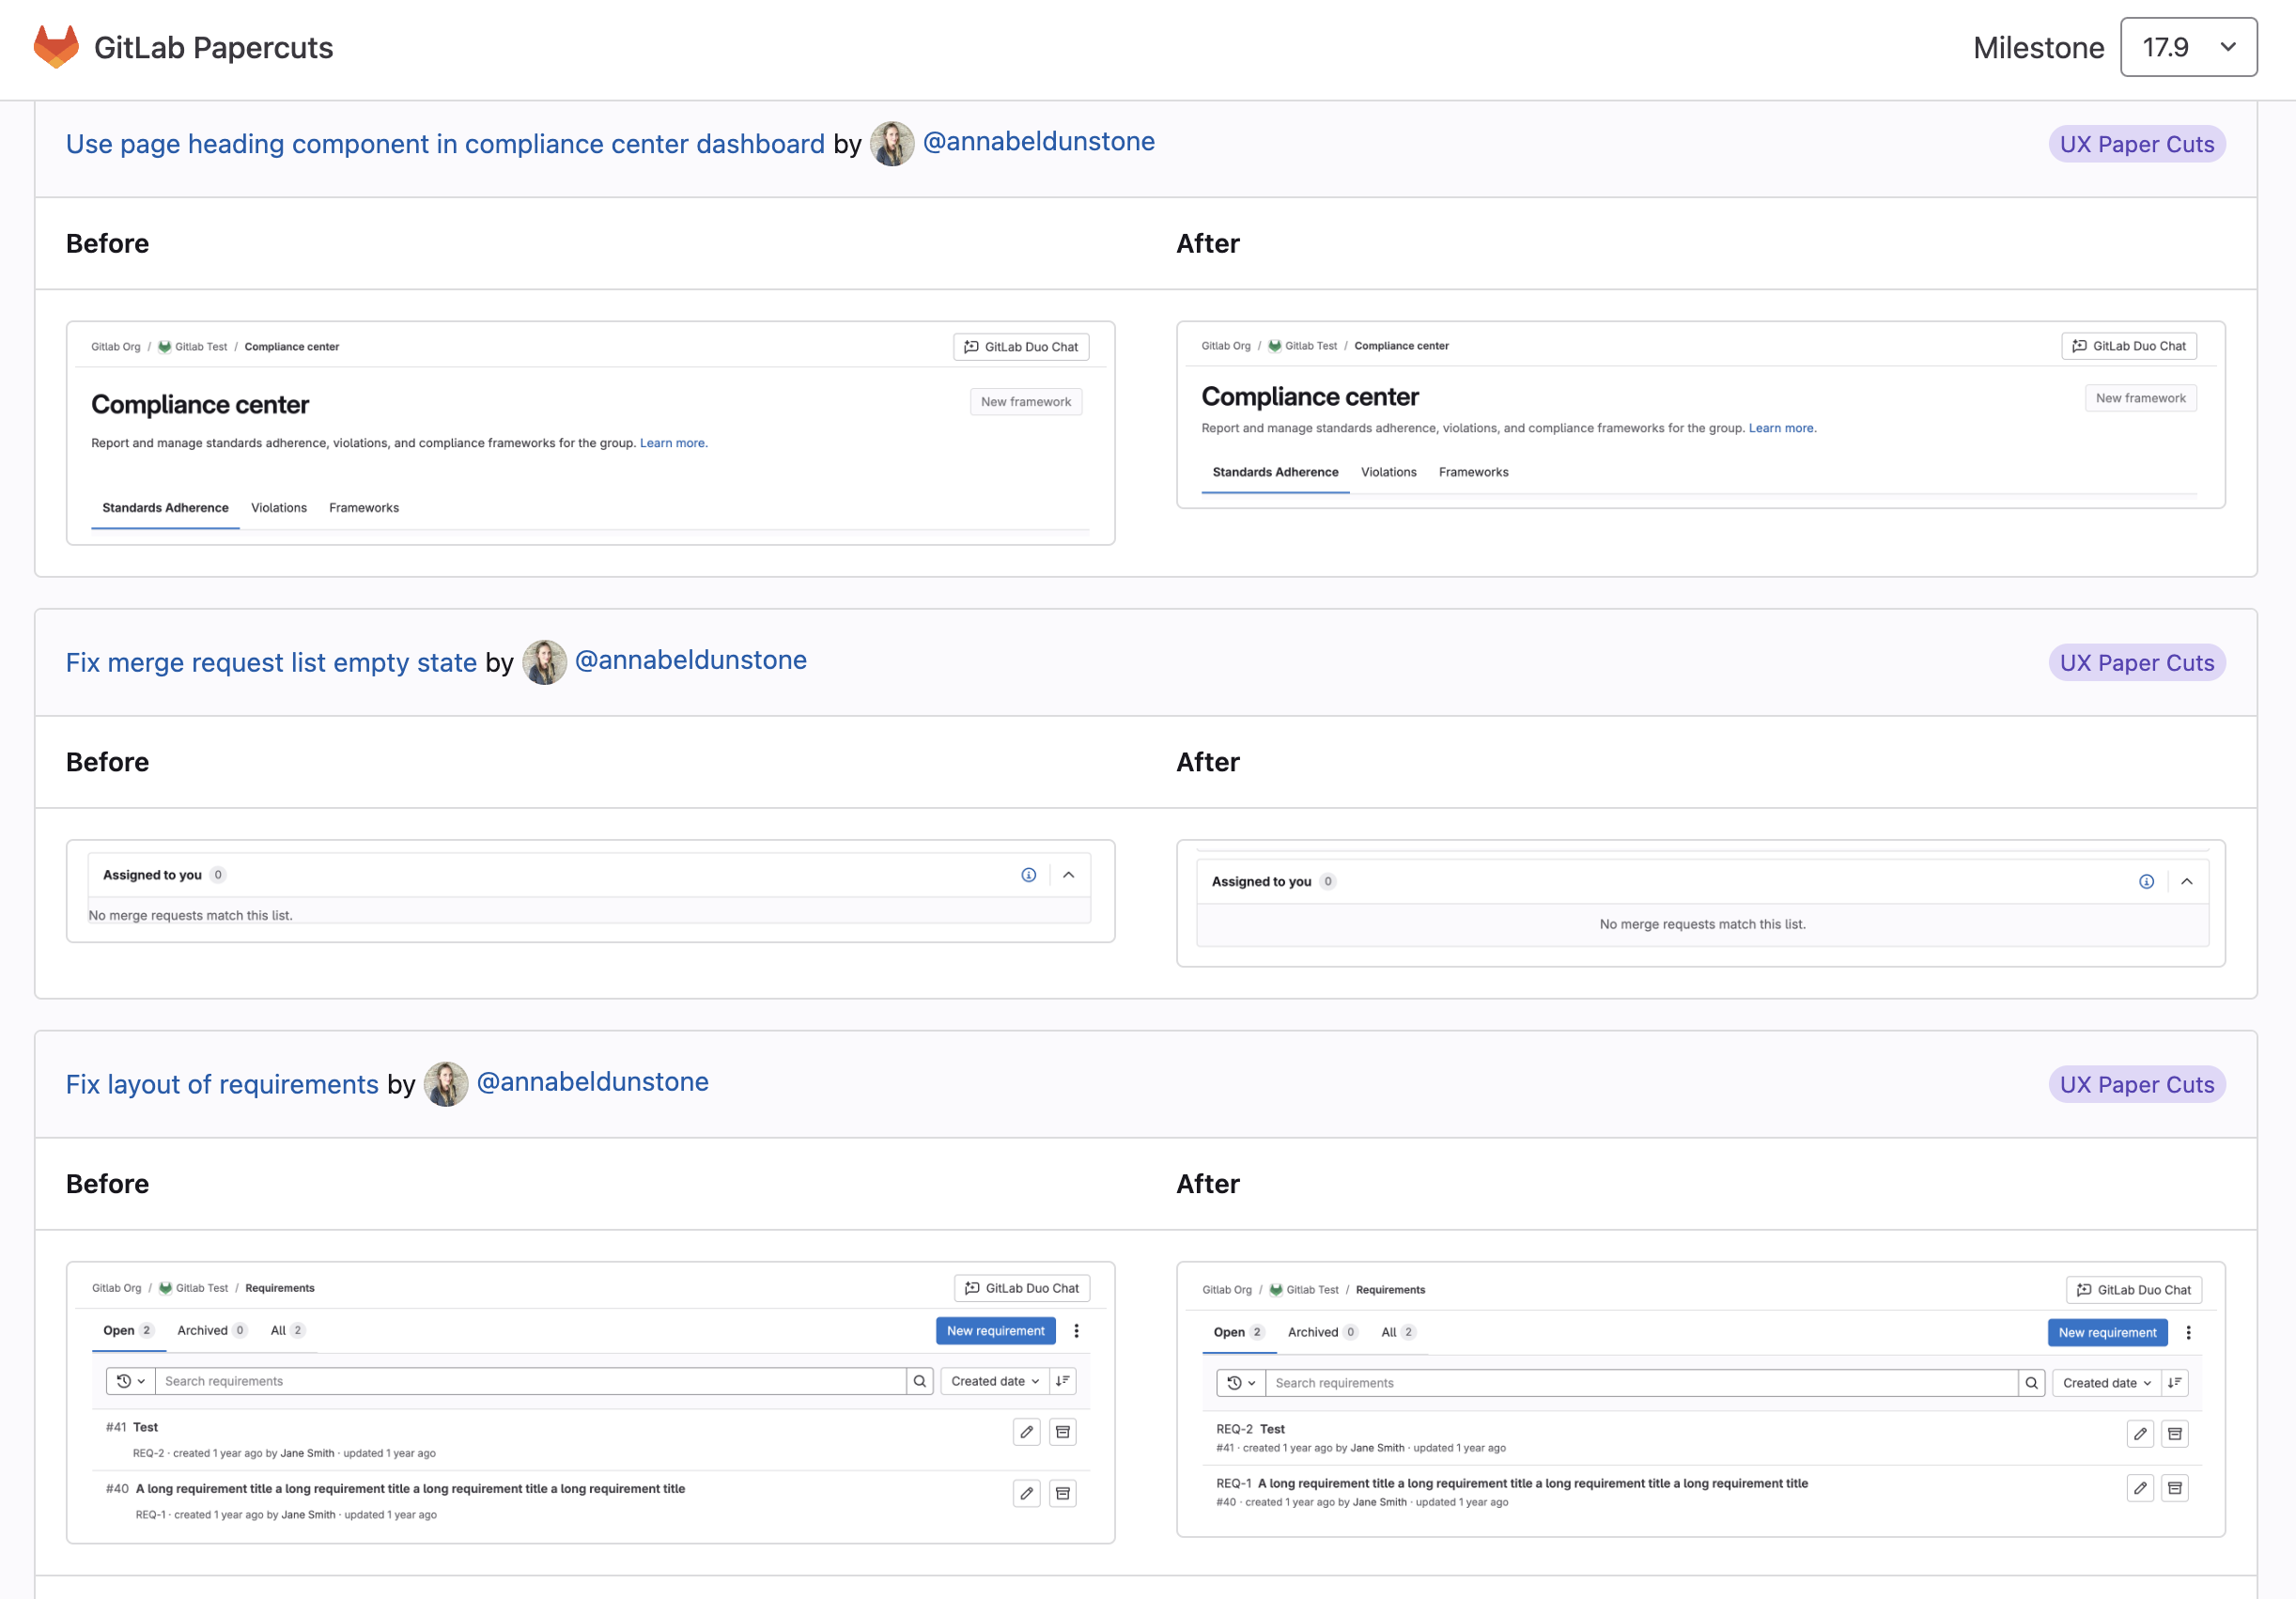 GitLab Papercuts
Milestone 17.9
Use page heading component in compliance center dashboard by @annabeldunstone
UX Paper Cuts
Before
After
Gitlab Org / Gitlab Test / Compliance center
GitLab Duo Chat
Compliance center
New framework
Report and manage standards adherence, violations, and compliance frameworks for the group. Learn more.
Standards Adherence Violations Frameworks
Gitlab Org / Gitlab Test / Compliance center
GitLab Duo Chat
Compliance center
New framework
Report and manage standards adherence, violations, and compliance frameworks for the group. Learn more.
Standards Adherence Violations Frameworks
Fix merge request list empty state by @annabeldunstone
UX Paper Cuts
Before
After
Assigned to you 0
No merge requests match this list.
Assigned to you 0
No merge requests match this list.
Fix layout of requirements by @annabeldunstone
UX Paper Cuts
Before
After
Gitlab Org / Gitlab Test / Requirements
GitLab Duo Chat
Open 2 Archived 0 All 2
New requirement
Search requirements
Created date
#41 Test
REQ-2 · created 1 year ago by Jane Smith · updated 1 year ago
#40 A long requirement title a long requirement title a long requirement title a long requirement title
REQ-1 · created 1 year ago by Jane Smith · updated 1 year ago
Gitlab Org / Gitlab Test / Requirements
GitLab Duo Chat
Open 2 Archived 0 All 2
New requirement
Search requirements
Created date
REQ-2 Test
#41 · created 1 year ago by Jane Smith · updated 1 year ago
REQ-1 A long requirement title a long requirement title a long requirement title a long requirement title
#40 · created 1 year ago by Jane Smith · updated 1 year ago